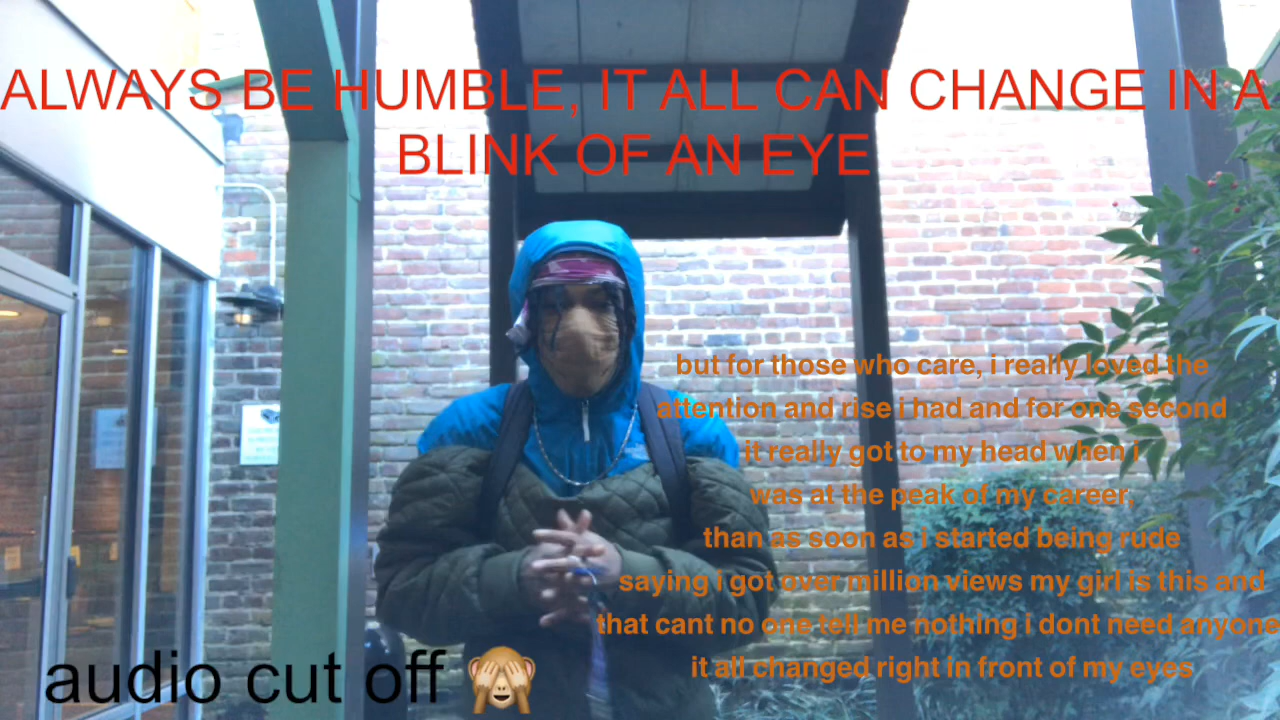 ALWAYS BE HUMBLE, IT ALL CAN CHANGE IN A
BLINK OF AN EYE
but for those who care, i really loved the
attention and rise i had and for one second
it really got to my head when i
was at the peak of my career,
than as soon as i started being rude
saying i got over million views my girl is this and
that cant no one tell me nothing i dont need anyone
it all changed right in front of my eyes
audio cut off 🙈